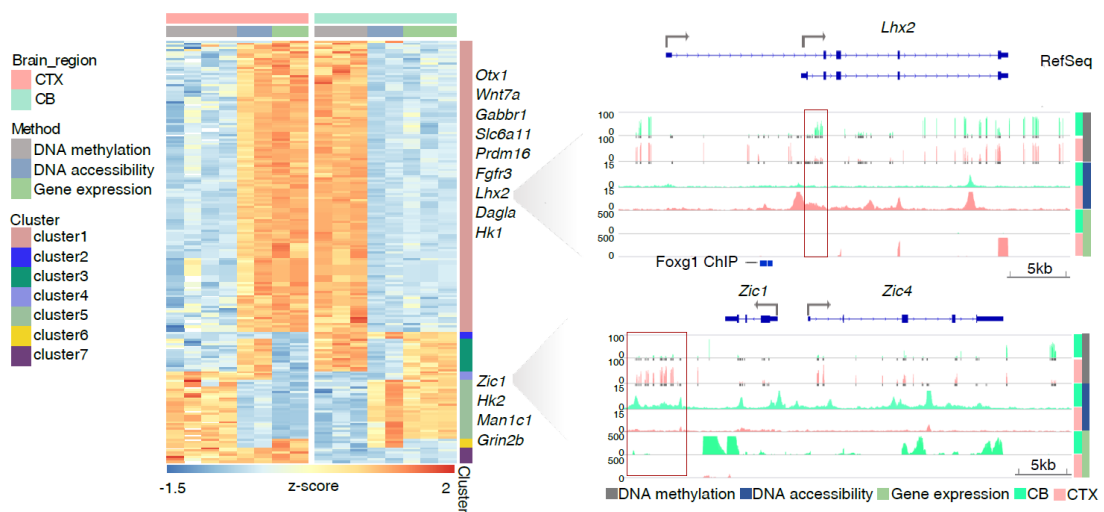 Brain_region
CTX
CB
Method
DNA methylation
DNA accessibility
Gene expression
Cluster
cluster1
cluster2
cluster3
cluster4
cluster5
cluster6
cluster7
Otx1
Wnt7a
Gabbr1
Slc6a11
Prdm16
Fgfr3
Lhx2
Dagla
Hk1
Zic1
Hk2
Man1c1
Grin2b
-1.5
z-score
2
Cluster
Lhx2
RefSeq
100
0
100
0
15
0
15
0
500
0
500
0
Foxg1 ChIP
5kb
Zic1
Zic4
100
0
100
0
15
0
15
0
500
0
500
0
5kb
DNA methylation DNA accessibility Gene expression CB CTX